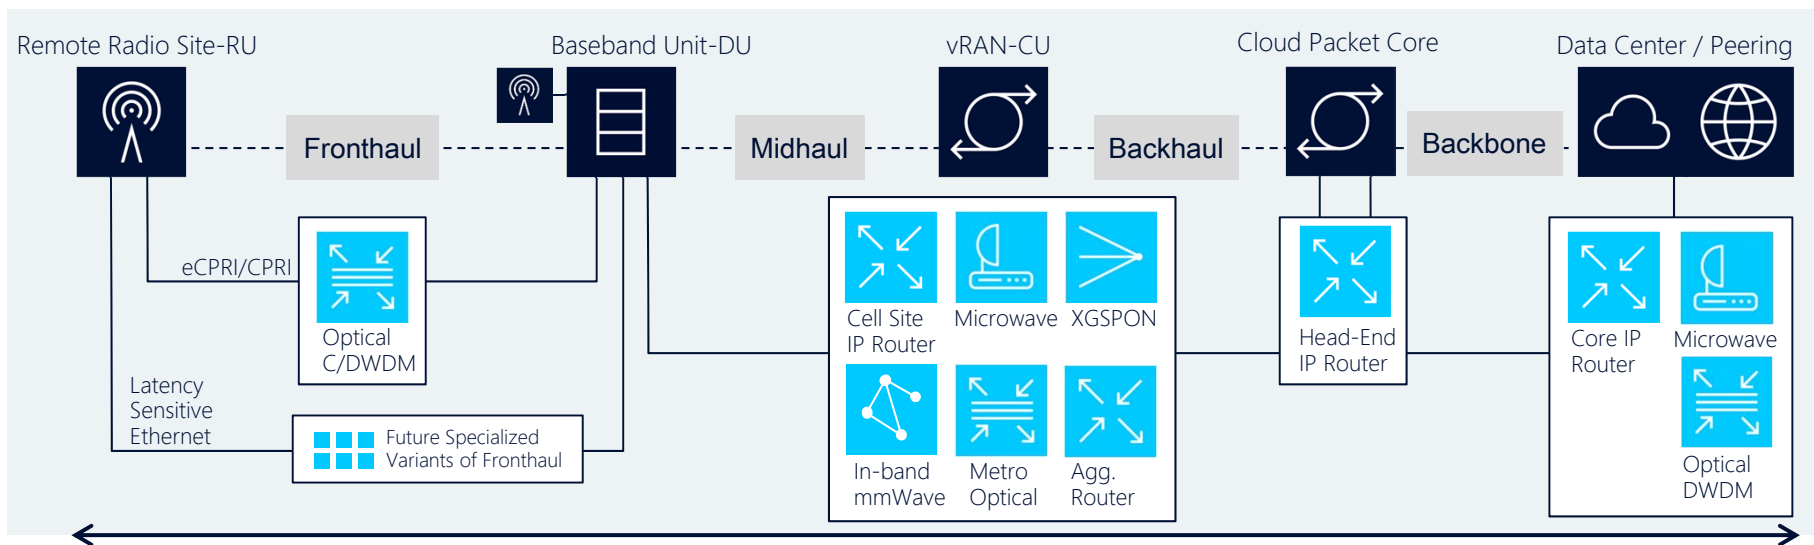 Remote Radio Site-RU
Baseband Unit-DU
vRAN-CU
Cloud Packet Core
Data Center / Peering
Fronthaul
Midhaul
Backhaul
Backbone
eCPRI/CPRI
Optical
C/DWDM
Latency
Sensitive
Ethernet
Future Specialized
Variants of Fronthaul
Cell Site
IP Router
Microwave
XGSPON
In-band
mmWave
Metro
Optical
Agg.
Router
Head-End
IP Router
Core IP
Router
Microwave
Optical
DWDM